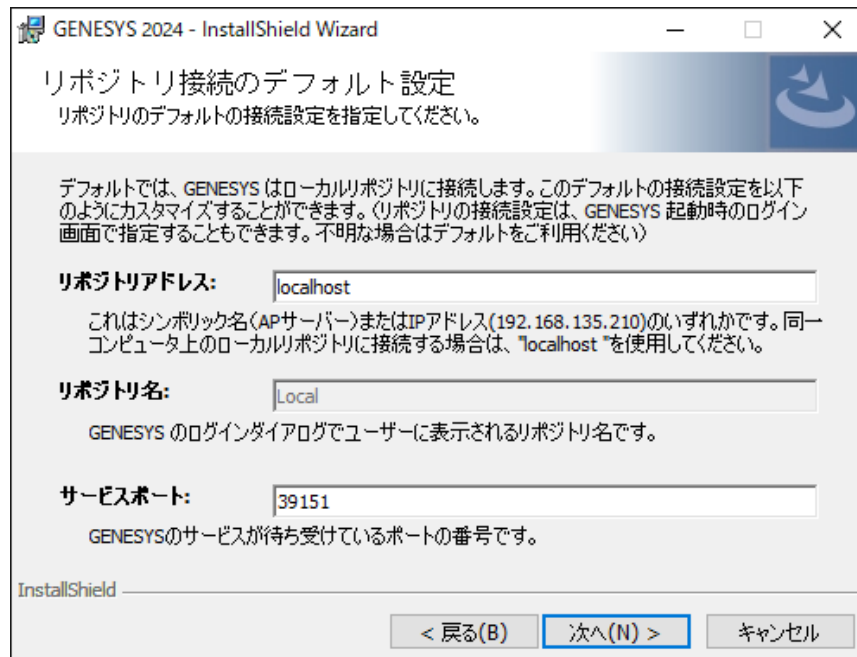 GENESYS 2024 - InstallShield Wizard
リポジトリ接続のデフォルト設定
リポジトリのデフォルトの接続設定を指定してください。
デフォルトでは、GENESYS はローカルリポジトリに接続します。このデフォルトの接続設定を以下
のようにカスタマイズすることができます。(リポジトリの接続設定は、GENESYS 起動時のログイン
画面で指定することもできます。不明な場合はデフォルトをご利用ください)
リポジトリアドレス: localhost
これはシンボリック名(APサーバー)またはIPアドレス(192.168.135.210)のいずれかです。同一
コンピュータ上のローカルリポジトリに接続する場合は、"localhost "を使用してください。
リポジトリ名: Local
GENESYS のログインダイアログでユーザーに表示されるリポジトリ名です。
サービスポート: 39151
GENESYSのサービスが待ち受けているポートの番号です。
InstallShield
< 戻る(B) 次へ(N) > キャンセル